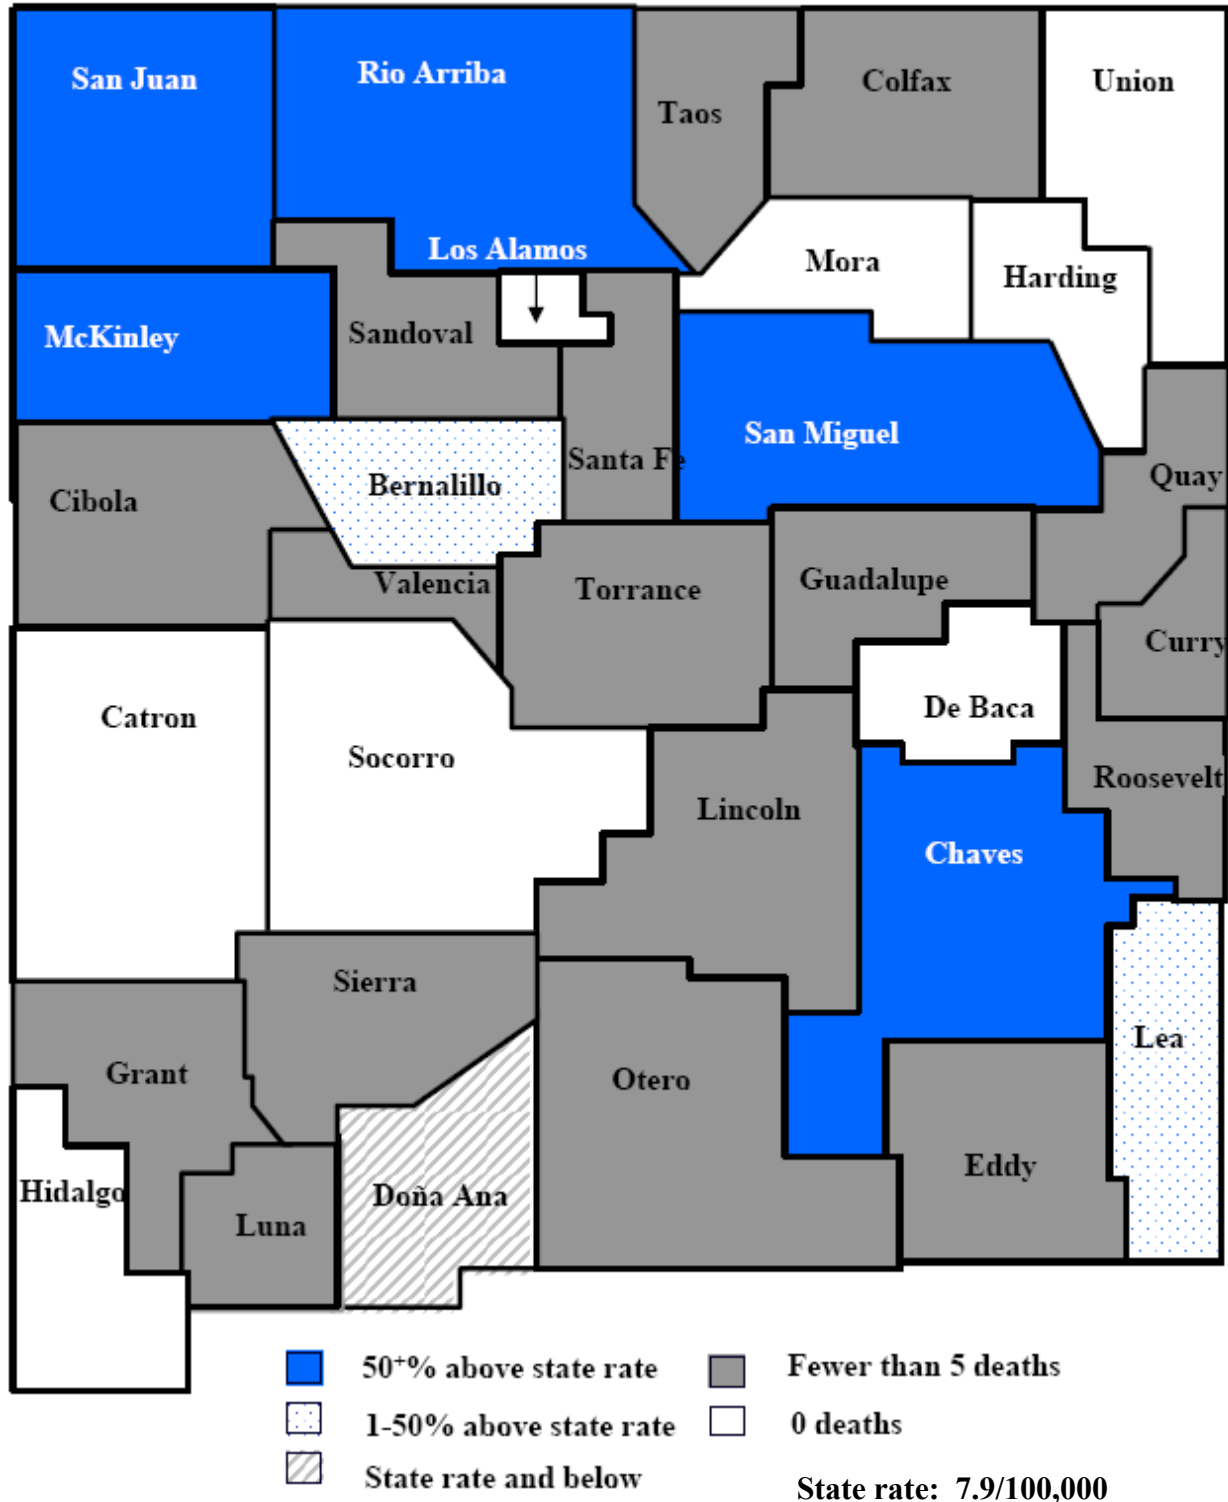 San Juan
Rio Arriba
Taos
Colfax
Union
Los Alamos
Mora
Harding
McKinley
Sandoval
San Miguel
Santa Fe
Quay
Cibola
Bernalillo
Valencia
Torrance
Guadalupe
Curry
Catron
De Baca
Socorro
Roosevelt
Lincoln
Chaves
Sierra
Lea
Grant
Otero
Eddy
Hidalgo
Doña Ana
Luna
50+% above state rate
Fewer than 5 deaths
1-50% above state rate
0 deaths
State rate and below
State rate: 7.9/100,000